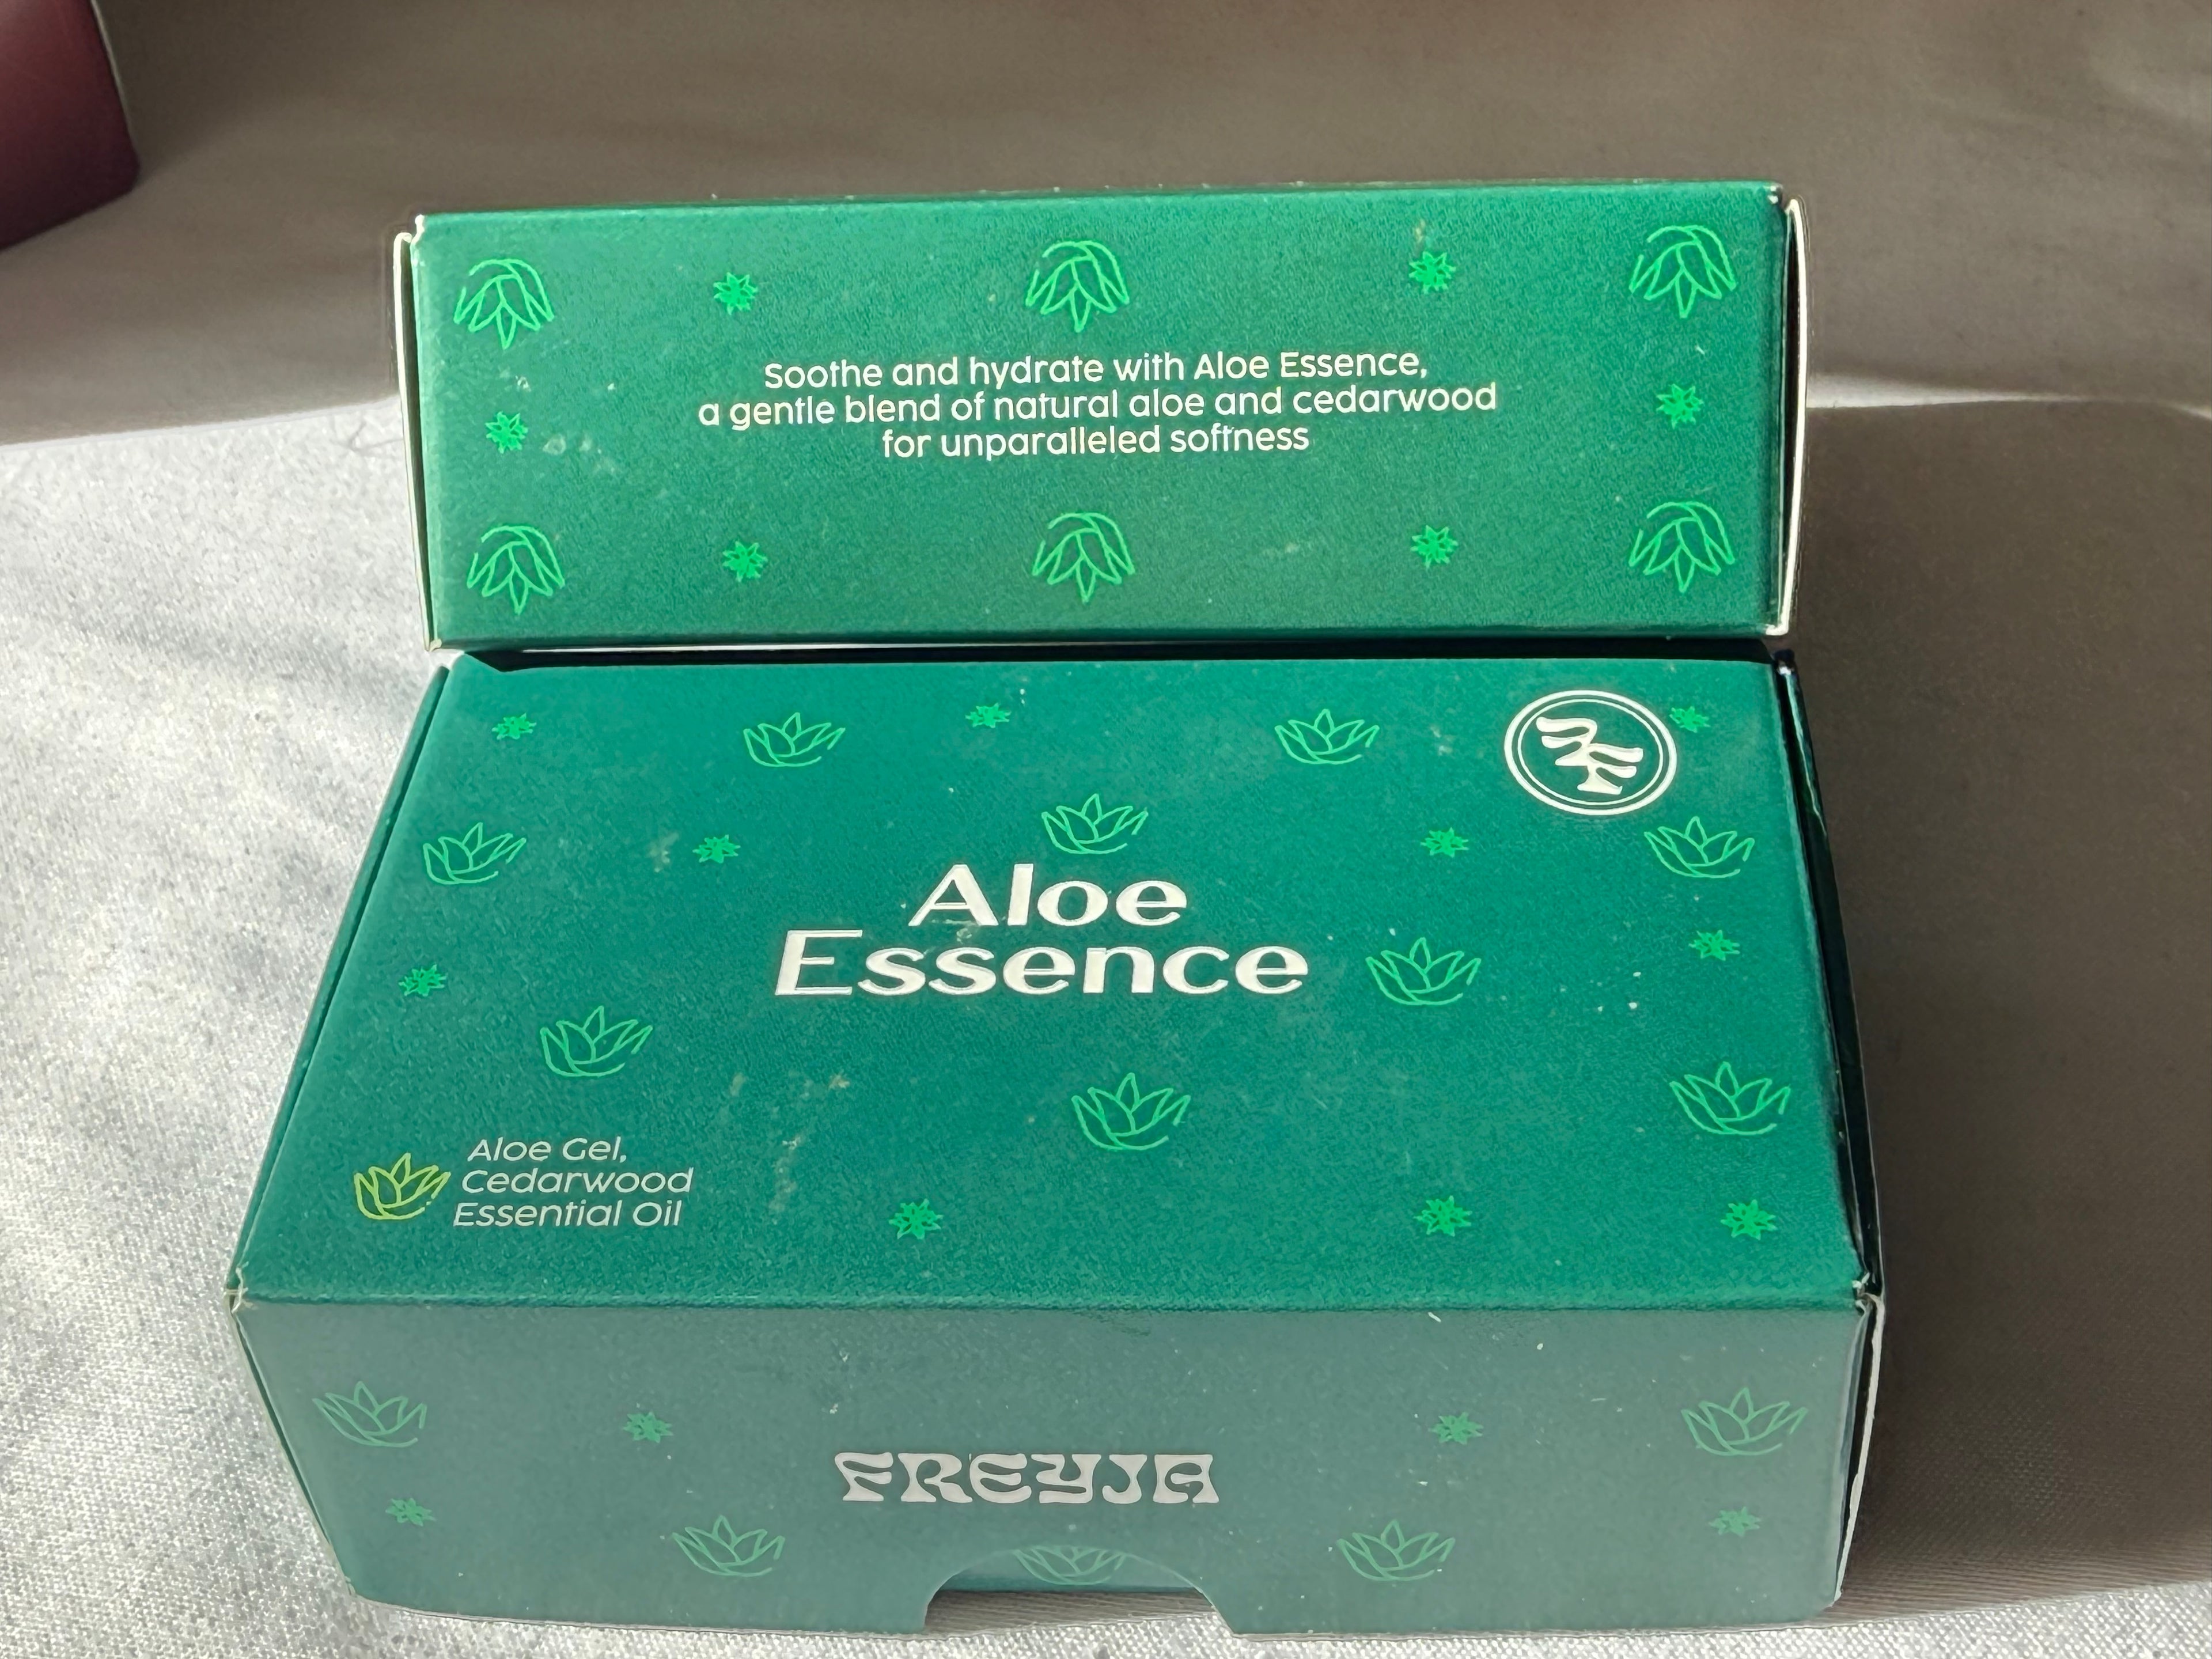 Soothe and hydrate with Aloe Essence,
a gentle blend of natural aloe and cedarwood
for unparalleled softness
Aloe
Essence
Aloe Gel,
Cedarwood
Essential Oil
FREYJA